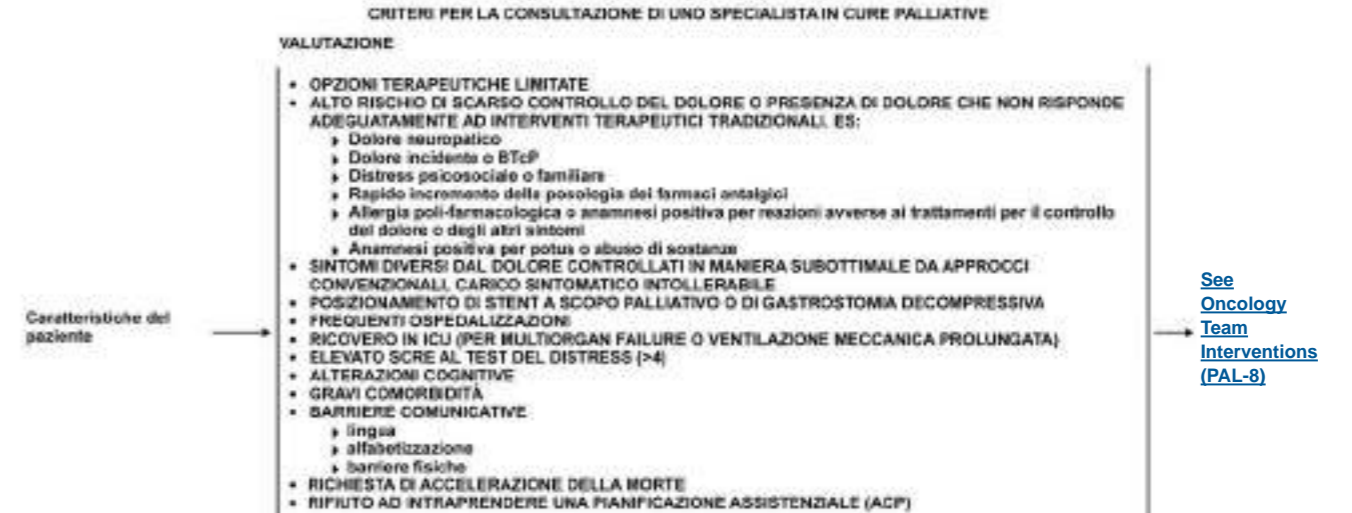 CRITERI PER LA CONSULTAZIONE DI UNO SPECIALISTA IN CURE PALLIATIVE
VALUTAZIONE
• OPZIONI TERAPEUTICHE LIMITATE
• ALTO RISCHIO DI SCARSO CONTROLLO DEL DOLORE O PRESENZA DI DOLORE CHE NON RISPONDE
ADEGUATAMENTE AD INTERVENTI TERAPEUTICI TRADIZIONALI. ES:
Dolore neuropatico
Dolore incidente o BTcP
Distress psicosociale o familiare
Rapido incremento della posologia dei farmaci antalgici
Allergia poli-farmacologica o anamnesi positiva per reazioni avverse ai trattamenti per il controllo
del dolore o degli altri sintomi
Anamnesi positiva per potus o abuso di sostanze
• SINTOMI DIVERSI DAL DOLORE CONTROLLATI IN MANIERA SUBOTTIMALE DA APPROCCI
CONVENZIONALI, CARICO SINTOMATICO INTOLLERABILE
• POSIZIONAMENTO DI STENT A SCOPO PALLIATIVO O DI GASTROSTOMIA DECOMPRESSIVA
• FREQUENTI OSPEDALIZZAZIONI
• RICOVERO IN ICU (PER MULTIORGAN FAILURE O VENTILAZIONE MECCANICA PROLUNGATA)
• ELEVATO SCRE AL TEST DEL DISTRESS (>4)
• ALTERAZIONI COGNITIVE
• GRAVI COMORBIDITÀ
• BARRIERE COMUNICATIVE
lingua
alfabetizzazione
barriere fisiche
• RICHIESTA DI ACCELERAZIONE DELLA MORTE
• RIFIUTO AD INTRAPRENDERE UNA PIANIFICAZIONE ASSISTENZIALE (ACP)
Caratteristiche del
paziente
See
Oncology
Team
Interventions
(PAL-8)